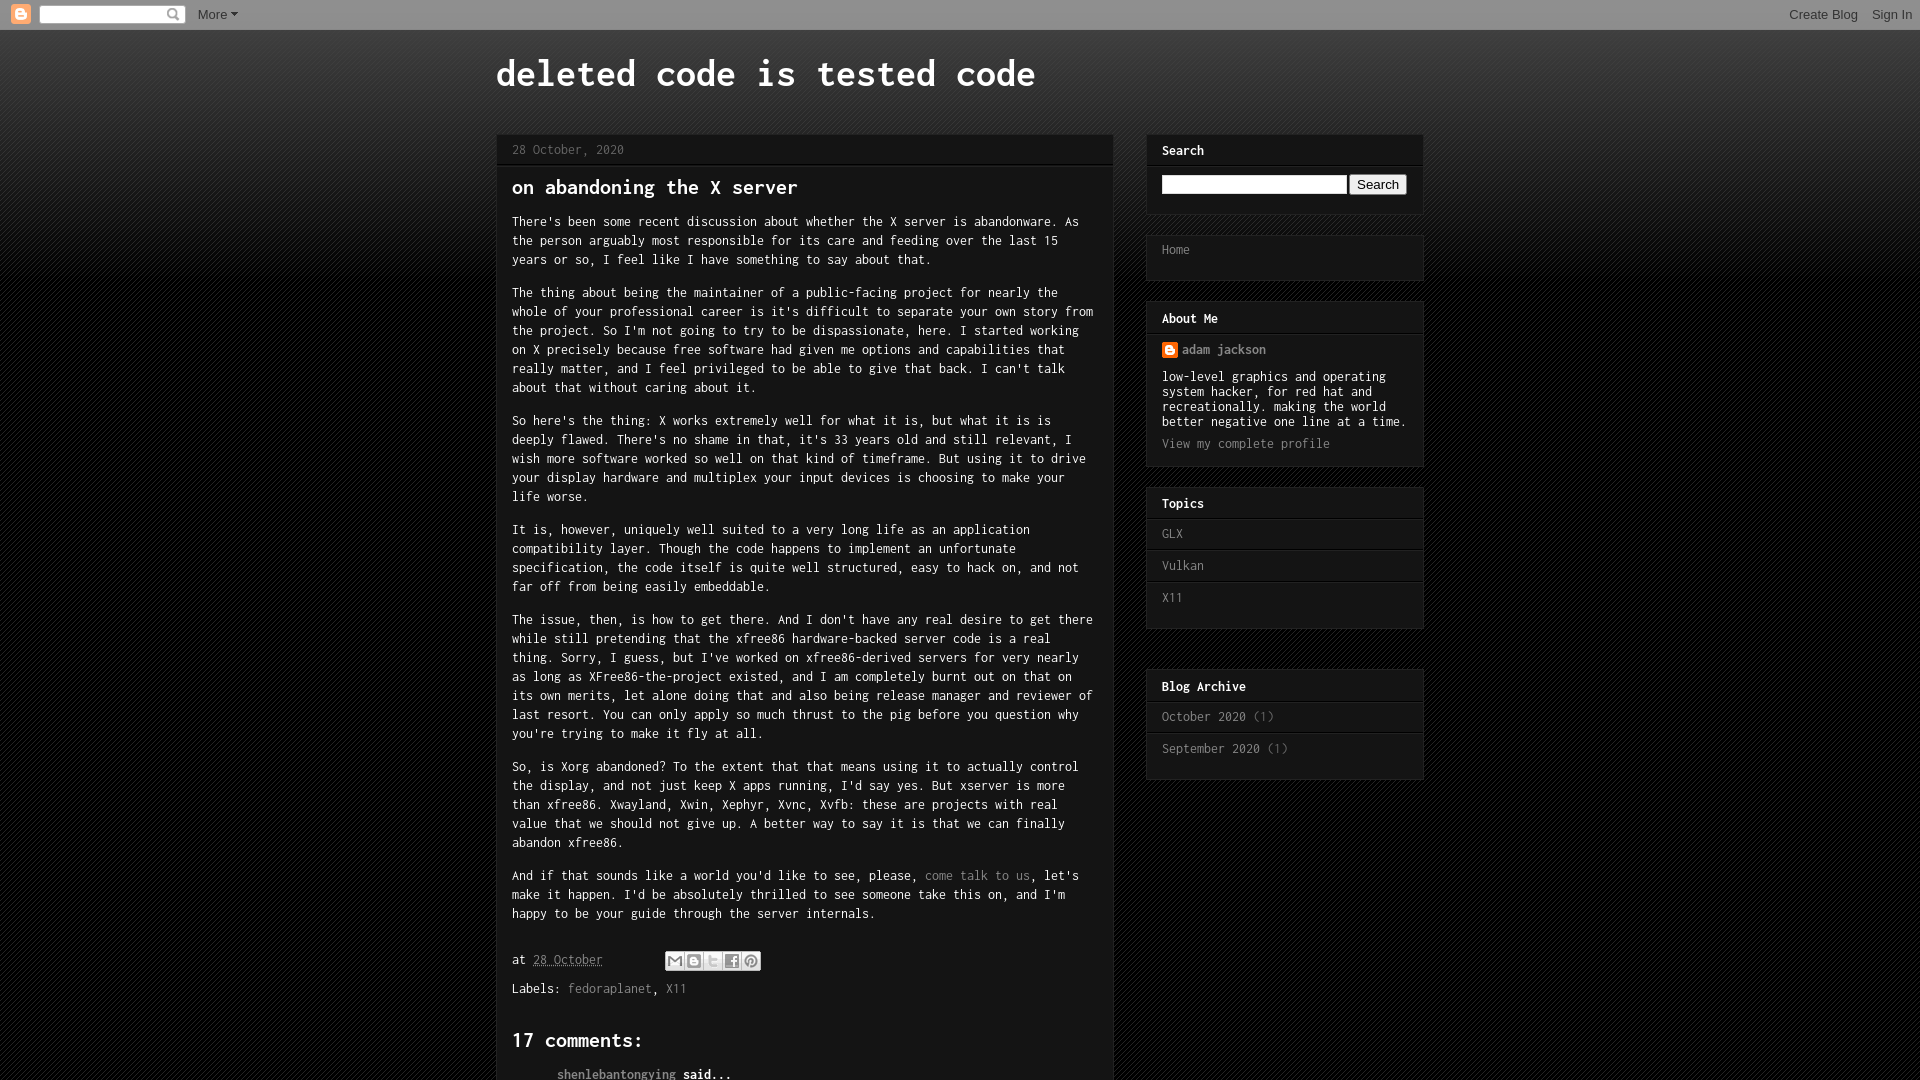 More
Create Blog
Sign In
deleted code is tested code
28 October, 2020
on abandoning the X server
There's been some recent discussion about whether the X server is abandonware. As
the person arguably most responsible for its care and feeding over the last 15
years or so, I feel like I have something to say about that.
The thing about being the maintainer of a public-facing project for nearly the
whole of your professional career is it's difficult to separate your own story from
the project. So I'm not going to try to be dispassionate, here. I started working
on X precisely because free software had given me options and capabilities that
really matter, and I feel privileged to be able to give that back. I can't talk
about that without caring about it.
So here's the thing: X works extremely well for what it is, but what it is is
deeply flawed. There's no shame in that, it's 33 years old and still relevant, I
wish more software worked so well on that kind of timeframe. But using it to drive
your display hardware and multiplex your input devices is choosing to make your
life worse.
It is, however, uniquely well suited to a very long life as an application
compatibility layer. Though the code happens to implement an unfortunate
specification, the code itself is quite well structured, easy to hack on, and not
far off from being easily embeddable.
The issue, then, is how to get there. And I don't have any real desire to get there
while still pretending that the xfree86 hardware-backed server code is a real
thing. Sorry, I guess, but I've worked on xfree86-derived servers for very nearly
as long as XFree86-the-project existed, and I am completely burnt out on that on
its own merits, let alone doing that and also being release manager and reviewer of
last resort. You can only apply so much thrust to the pig before you question why
you're trying to make it fly at all.
So, is Xorg abandoned? To the extent that that means using it to actually control
the display, and not just keep X apps running, I'd say yes. But xserver is more
than xfree86. Xwayland, Xwin, Xephyr, Xvnc, Xvfb: these are projects with real
value that we should not give up. A better way to say it is that we can finally
abandon xfree86.
And if that sounds like a world you'd like to see, please, come talk to us, let's
make it happen. I'd be absolutely thrilled to see someone take this on, and I'm
happy to be your guide through the server internals.
at 28 October
Labels: fedoraplanet, X11
17 comments:
shenlebantongying said...
Search
Search
Home
About Me
adam jackson
low-level graphics and operating
system hacker, for red hat and
recreationally. making the world
better negative one line at a time.
View my complete profile
Topics
GLX
Vulkan
X11
Blog Archive
October 2020 (1)
September 2020 (1)